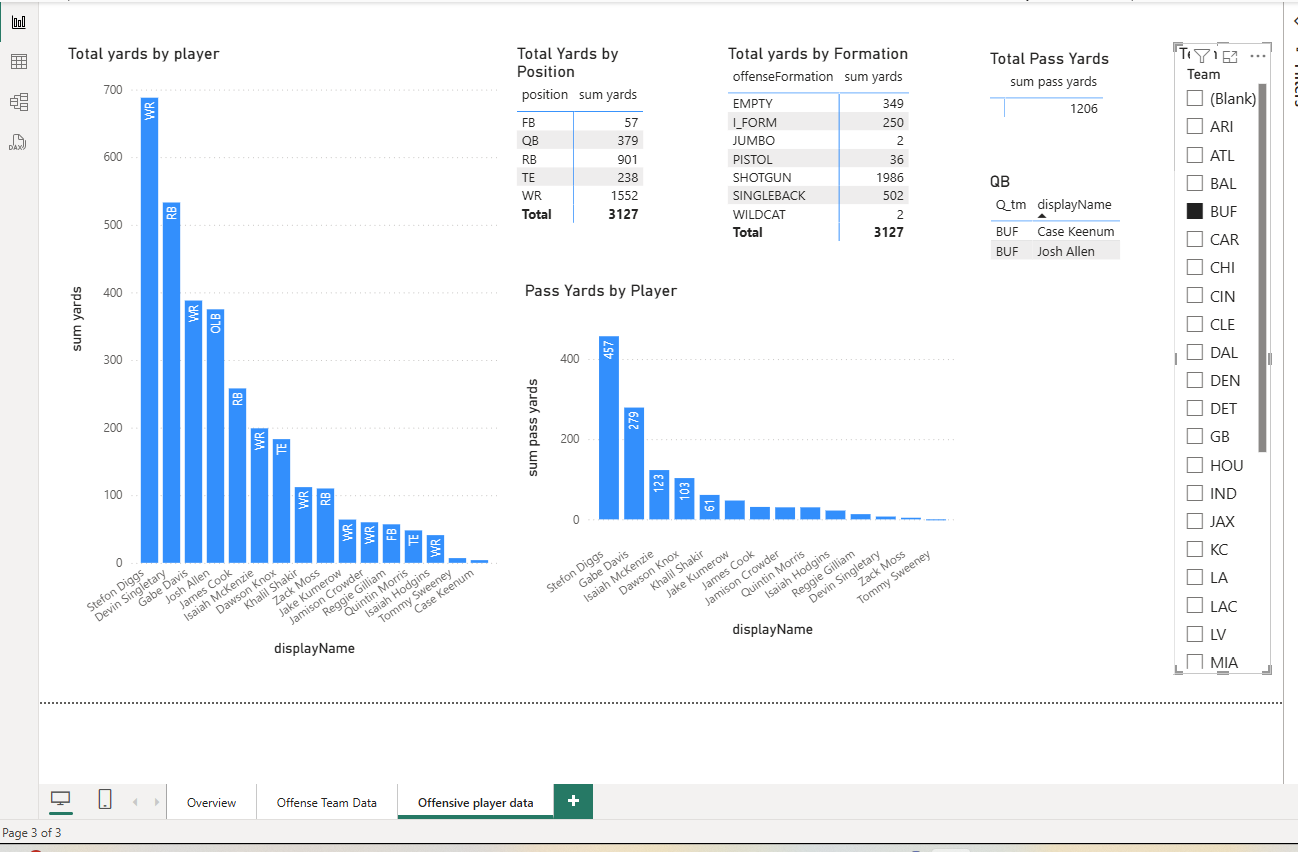 Total yards by player
sum yards
700
600
500
400
300
200
100
0
WR
RB
WR
OLB
RB
WR
TE
WR
RB
WR
WR
FB
TE
WR
Stefon Diggs
Devin Singletary
Gabe Davis
Josh Allen
James Cook
Isaiah McKenzie
Dawson Knox
Khalil Shakir
Zack Moss
Jake Kumerow
Jamison Crowder
Reggie Gilliam
Quintin Morris
Isaiah Hodgins
Tommy Sweeney
Case Keenum
displayName
Total Yards by
Position
position sum yards
FB 57
QB 379
RB 901
TE 238
WR 1552
Total 3127
Total yards by Formation
offenseFormation sum yards
EMPTY 349
I_FORM 250
JUMBO 2
PISTOL 36
SHOTGUN 1986
SINGLEBACK 502
WILDCAT 2
Total 3127
Total Pass Yards
sum pass yards
1206
QB
Q_tm displayName
BUF Case Keenum
BUF Josh Allen
Pass Yards by Player
sum pass yards
400
200
0
457
279
123
103
61
Stefon Diggs
Gabe Davis
Isaiah McKenzie
Dawson Knox
Khalil Shakir
Jake Kumerow
James Cook
Jamison Crowder
Quintin Morris
Isaiah Hodgins
Reggie Gilliam
Devin Singletary
Zack Moss
Tommy Sweeney
displayName
Team
(Blank)
ARI
ATL
BAL
BUF
CAR
CHI
CIN
CLE
DAL
DEN
DET
GB
HOU
IND
JAX
KC
LA
LAC
LV
MIA
Overview
Offense Team Data
Offensive player data
Page 3 of 3